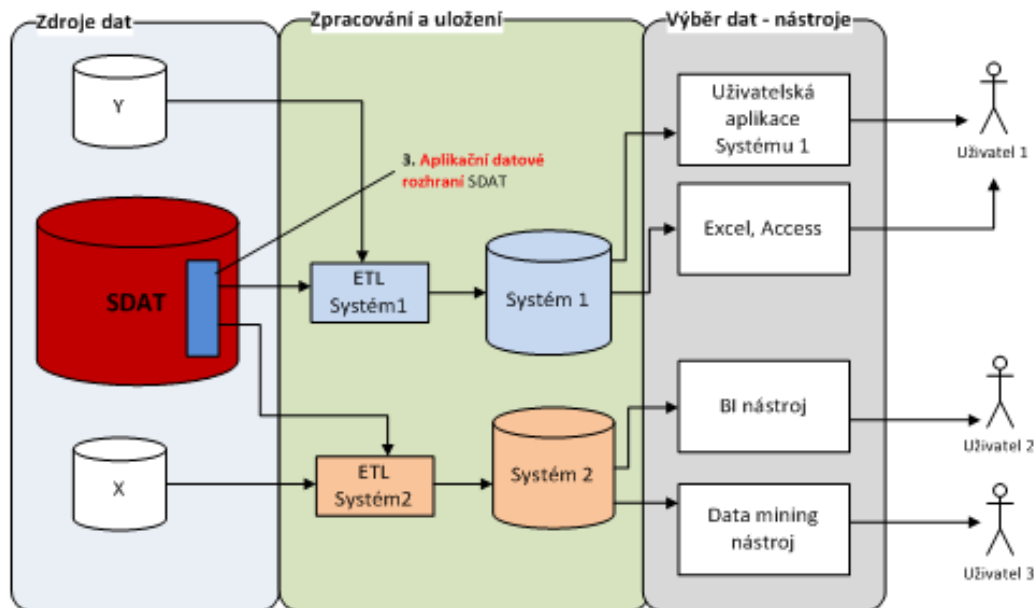 Zdroje dat
Zpracování a uložení
Výběr dat - nástroje
Y
3. Aplikační datové
rozhraní SDAT
SDAT
X
ETL
Systém1
Systém 1
ETL
Systém2
Systém 2
Uživatelská
aplikace
Systému 1
Excel, Access
BI nástroj
Data mining
nástroj
Uživatel 1
Uživatel 2
Uživatel 3